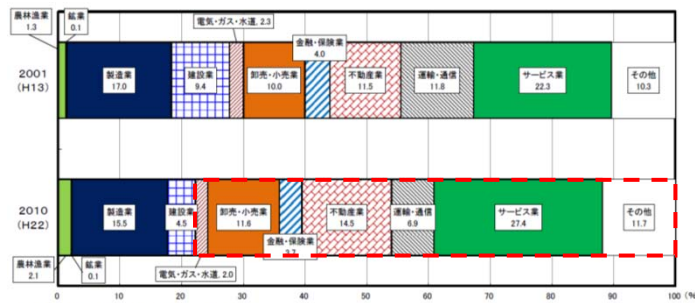 農林漁業
1.3
鉱業
0.1
電気・ガス・水道, 2.3
金融・保険業
4.0
2001
(H13)
製造業
17.0
建設業
9.4
卸売・小売業
10.0
不動産業
11.5
運輸・通信
11.8
サービス業
22.3
その他
10.3
2010
(H22)
製造業
15.5
建設業
4.5
卸売・小売業
11.6
不動産業
14.5
運輸・通信
6.9
サービス業
27.4
その他
11.7
金融・保険業
農林漁業
2.1
鉱業
0.1
電気・ガス・水道, 2.0
0 10 20 30 40 50 60 70 80 90 100 (%)